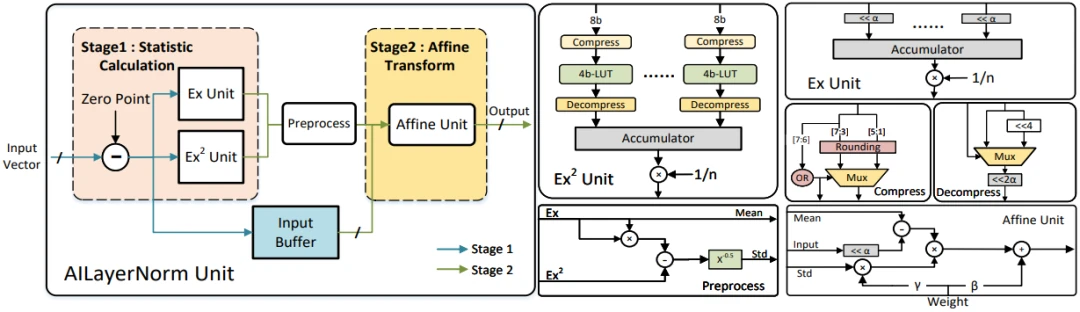 Stage1 : Statistic
Calculation
Stage2 : Affine
Transform
Zero Point
Ex Unit
Ex² Unit
Preprocess
Affine Unit
Output
Input
Vector
Input
Buffer
Stage 1
Stage 2
AILayerNorm Unit
8b
8b
Compress
Compress
4b-LUT
......
4b-LUT
Decompress
Decompress
Accumulator
1/n
Ex² Unit
Ex
Mean
Ex²
X^-0.5
Std
Preprocess
<< α
......
<< α
Accumulator
1/n
Ex Unit
[7:6]
[7:3]
[5:1]
Rounding
OR
Mux
Compress
<<4
Mux
<<2α
Decompress
Mean
Affine Unit
Input
<< α
Std
γ
β
Weight